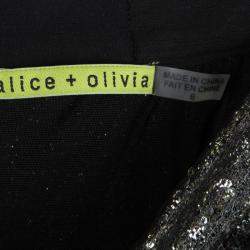 alice + olivia
MADE IN CHINA
FAIT EN CHINE
6